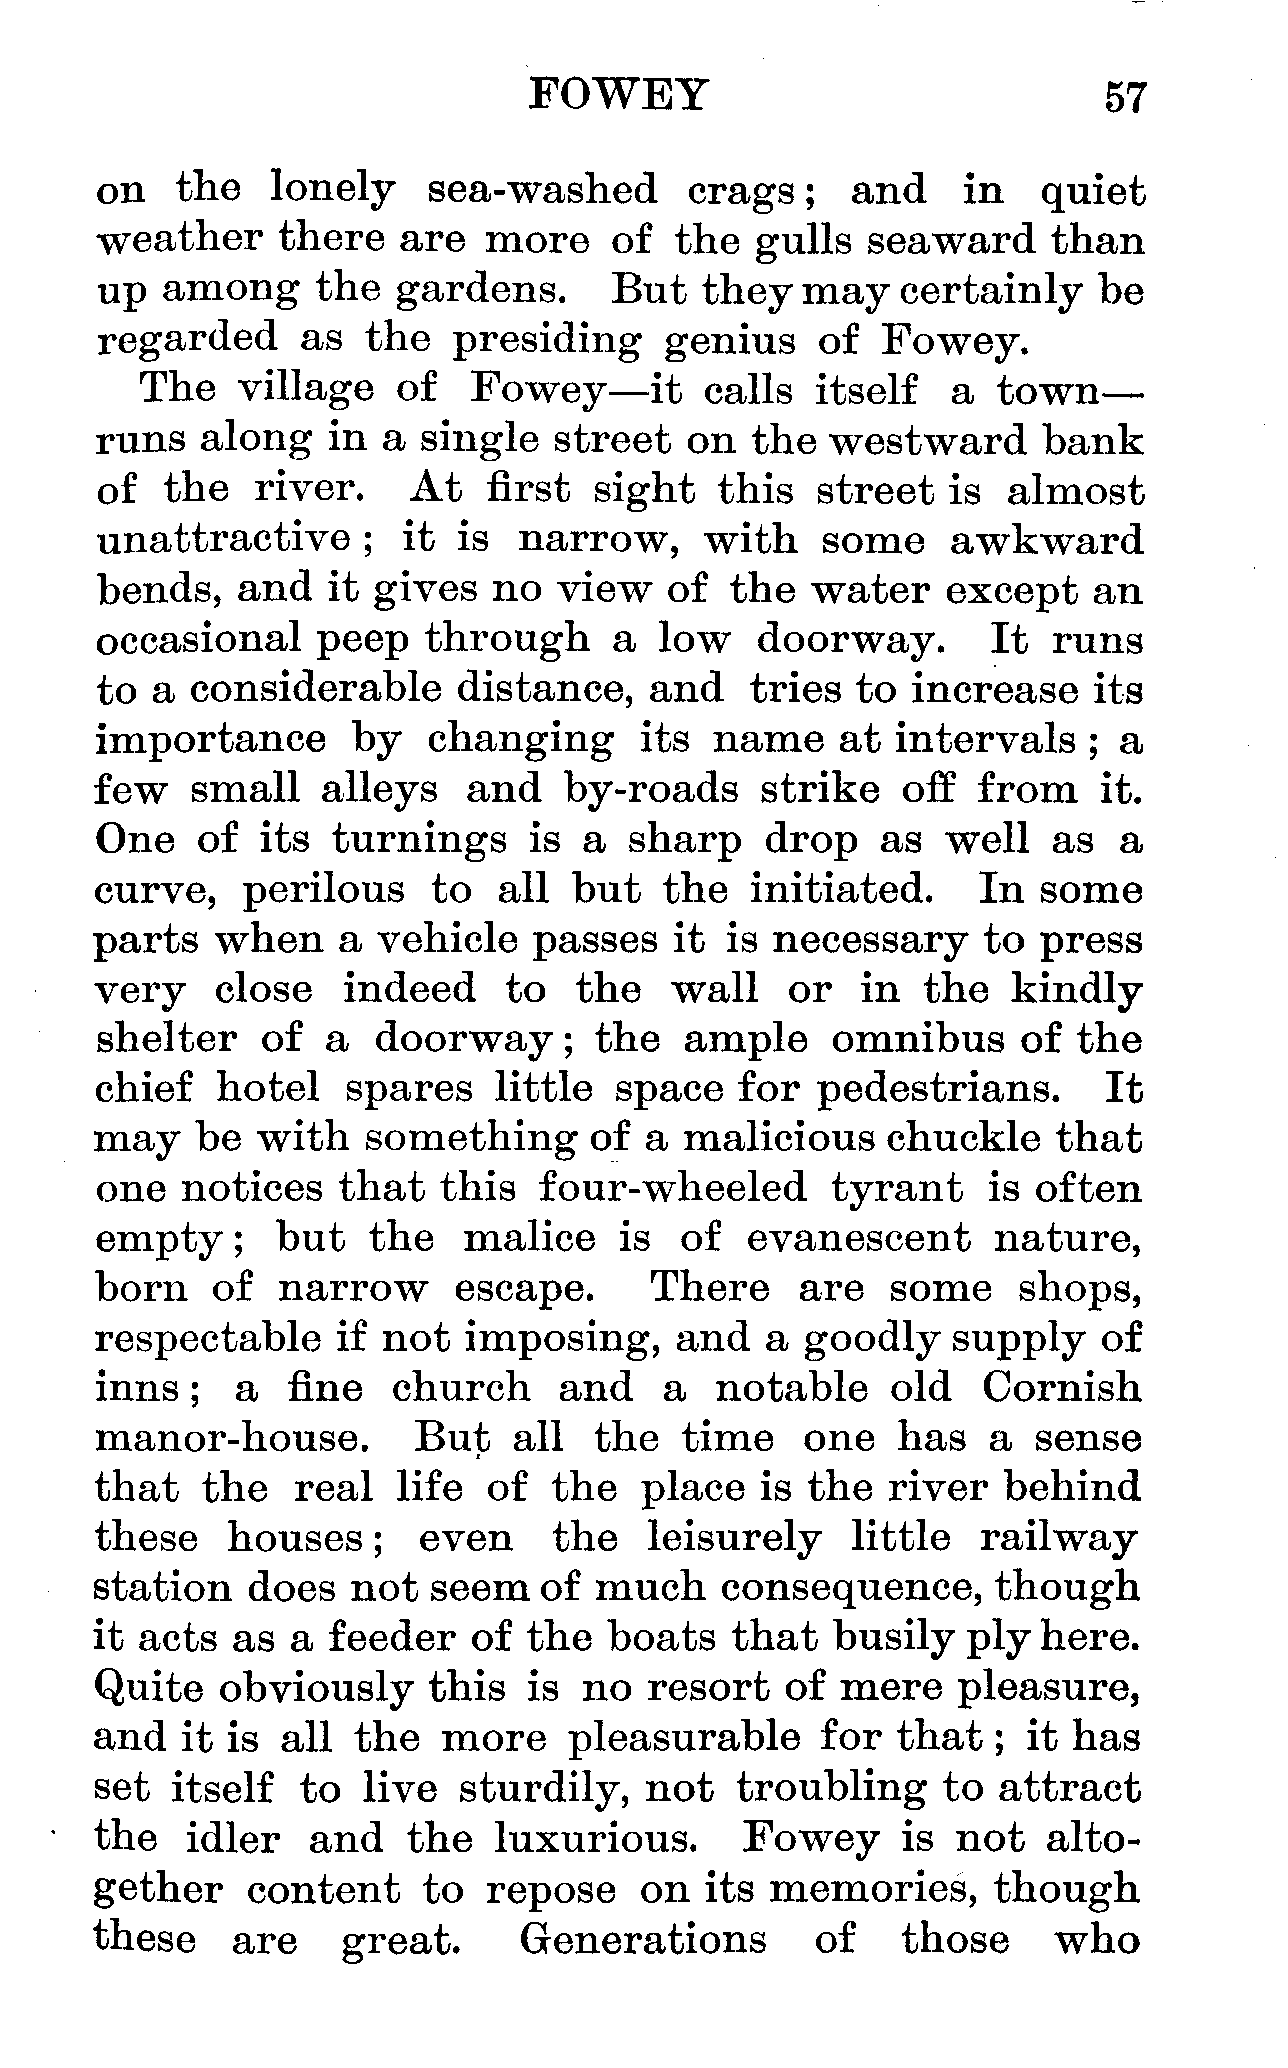 FOWEY 57
on the lonely sea-washed crags; and in quiet
weather there are more of the gulls seaward than
up among the gardens. But they may certainly be
regarded as the presiding genius of Fowey.
The village of Fowey—it calls itself a town—
runs along in a single street on the westward bank
of the river. At first sight this street is almost
unattractive; it is narrow, with some awkward
bends, and it gives no view of the water except an
occasional peep through a low doorway. It runs
to a considerable distance, and tries to increase its
importance by changing its name at intervals; a
few small alleys and by-roads strike off from it.
One of its turnings is a sharp drop as well as a
curve, perilous to all but the initiated. In some
parts when a vehicle passes it is necessary to press
very close indeed to the wall or in the kindly
shelter of a doorway; the ample omnibus of the
chief hotel spares little space for pedestrians. It
may be with something of a malicious chuckle that
one notices that this four-wheeled tyrant is often
empty; but the malice is of evanescent nature,
born of narrow escape. There are some shops,
respectable if not imposing, and a goodly supply of
inns; a fine church and a notable old Cornish
manor-house. But all the time one has a sense
that the real life of the place is the river behind
these houses; even the leisurely little railway
station does not seem of much consequence, though
it acts as a feeder of the boats that busily ply here.
Quite obviously this is no resort of mere pleasure,
and it is all the more pleasurable for that; it has
set itself to live sturdily, not troubling to attract
the idler and the luxurious. Fowey is not alto-
gether content to repose on its memories, though
these are great. Generations of those who